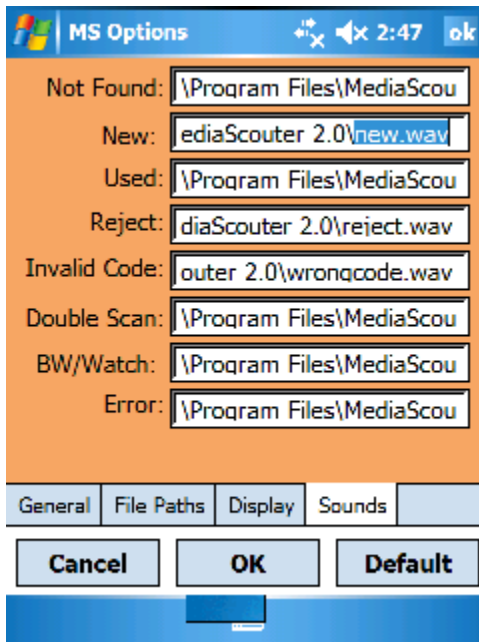 MS Options 2:47 ok
Not Found: \Program Files\MediaScou
New: ediaScouter 2.0\new.wav
Used: \Program Files\MediaScou
Reject: diaScouter 2.0\reject.wav
Invalid Code: outer 2.0\wrongcode.wav
Double Scan: \Program Files\MediaScou
BW/Watch: \Program Files\MediaScou
Error: \Program Files\MediaScou
General File Paths Display Sounds
Cancel OK Default